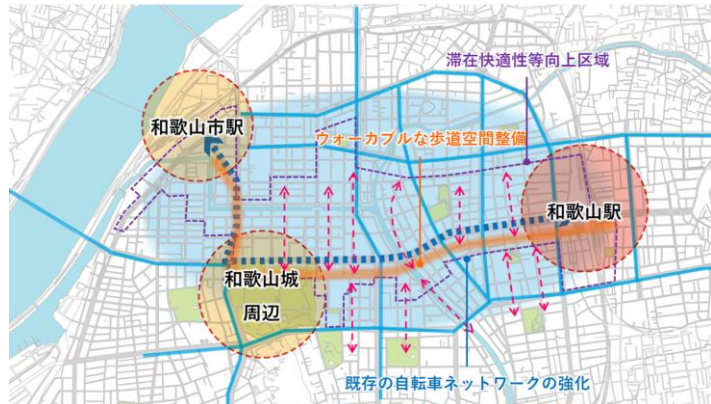 滞在快適性等向上区域
和歌山市駅
ウォーカブルな歩道空間整備
和歌山駅
和歌山城
周辺
既存の自転車ネットワークの強化